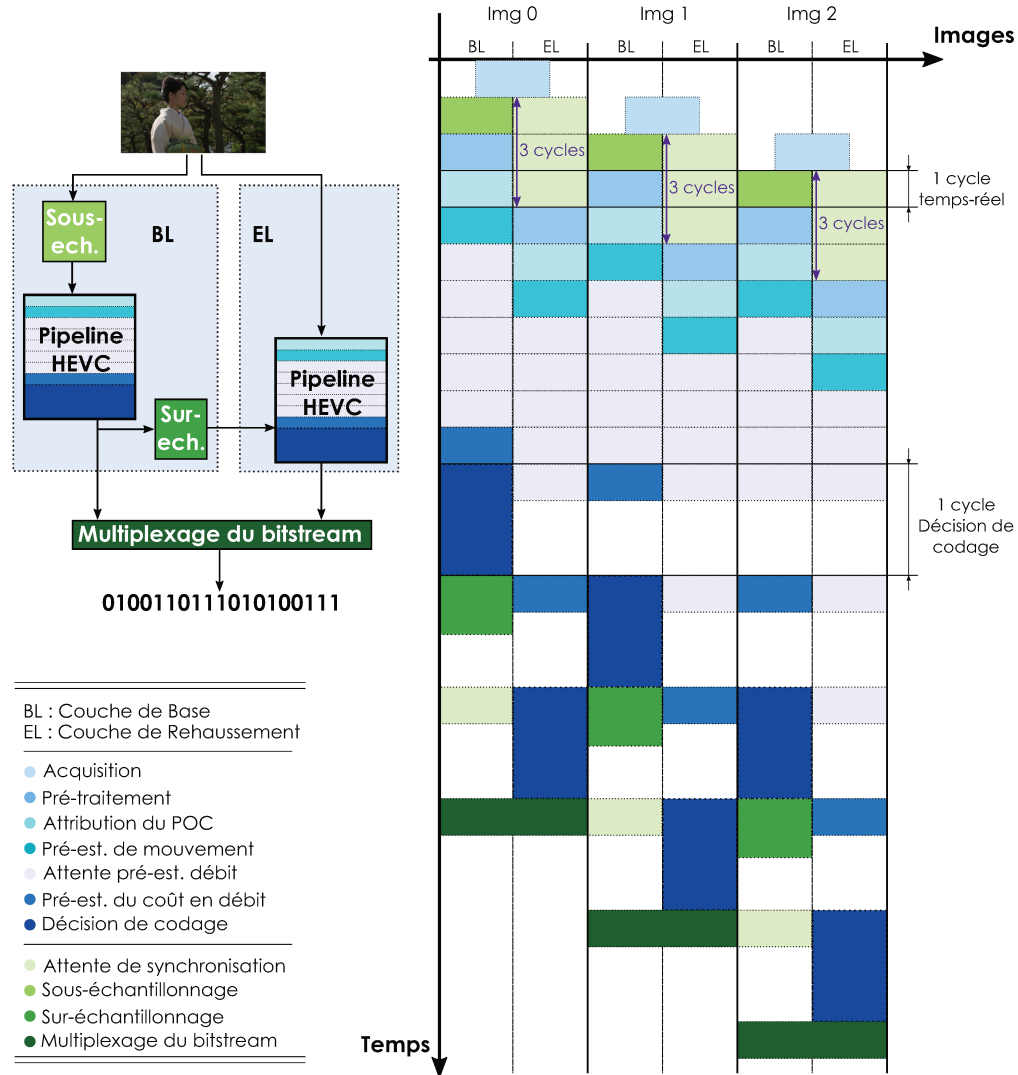 Img 0
Img 1
Img 2
BL
EL
BL
EL
BL
EL
Images
3 cycles
3 cycles
3 cycles
1 cycle
temps-réel
1 cycle
Décision de
codage
Temps
Sous-
ech.
BL
EL
Pipeline
HEVC
Pipeline
HEVC
Sur-
ech.
Multiplexage du bitstream
0100110111010100111
BL : Couche de Base
EL : Couche de Rehaussement
Acquisition
Pré-traitement
Attribution du POC
Pré-est. de mouvement
Attente pré-est. débit
Pré-est. du coût en débit
Décision de codage
Attente de synchronisation
Sous-échantillonnage
Sur-échantillonnage
Multiplexage du bitstream